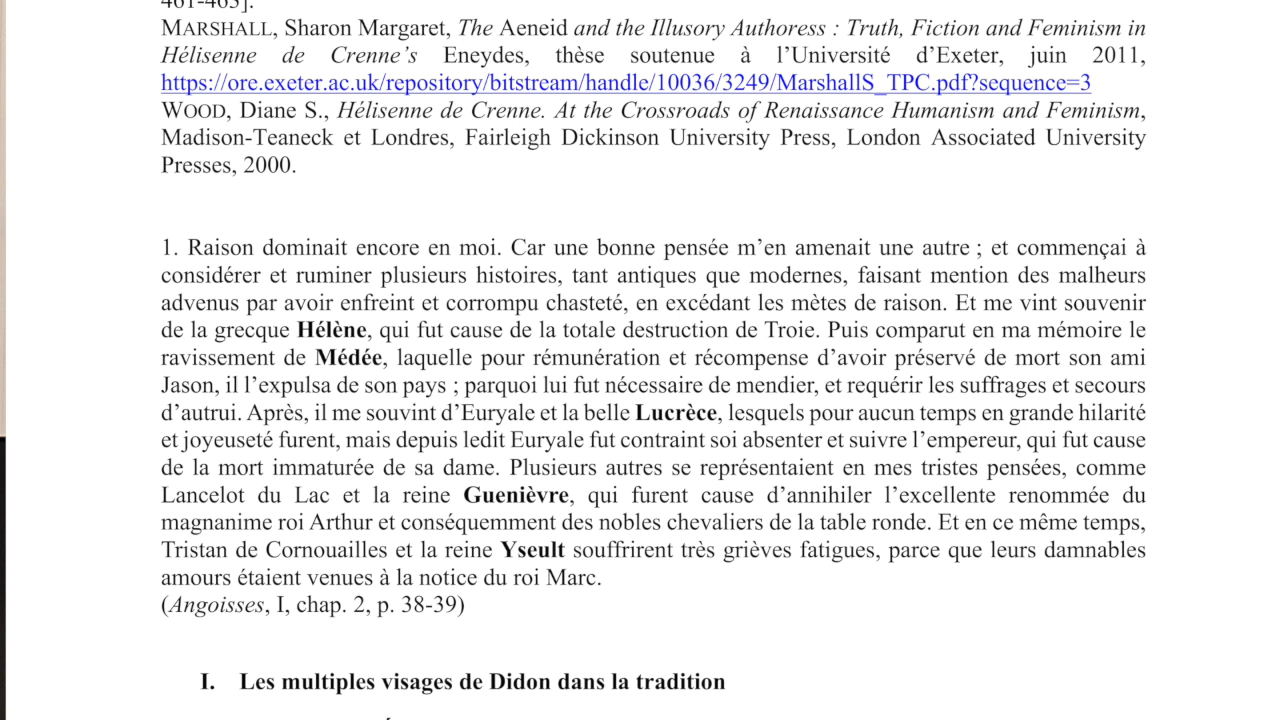 461-463].
MARSHALL, Sharon Margaret, The Aeneid and the Illusory Authoress : Truth, Fiction and Feminism in
Hélisenne de Crenne’s Eneydes, thèse soutenue à l’Université d’Exeter, juin 2011,
https://ore.exeter.ac.uk/repository/bitstream/handle/10036/3249/MarshallS_TPC.pdf?sequence=3
WOOD, Diane S., Hélisenne de Crenne. At the Crossroads of Renaissance Humanism and Feminism,
Madison-Teaneck et Londres, Fairleigh Dickinson University Press, London Associated University
Presses, 2000.
1. Raison dominait encore en moi. Car une bonne pensée m’en amenait une autre ; et commençai à
considérer et ruminer plusieurs histoires, tant antiques que modernes, faisant mention des malheurs
advenus par avoir enfreint et corrompu chasteté, en excédant les mètes de raison. Et me vint souvenir
de la grecque Hélène, qui fut cause de la totale destruction de Troie. Puis comparut en ma mémoire le
ravissement de Médée, laquelle pour rémunération et récompense d’avoir préservé de mort son ami
Jason, il l’expulsa de son pays ; parquoi lui fut nécessaire de mendier, et requérir les suffrages et secours
d’autrui. Après, il me souvint d’Euryale et la belle Lucrèce, lesquels pour aucun temps en grande hilarité
et joyeuseté furent, mais depuis ledit Euryale fut contraint soi absenter et suivre l’empereur, qui fut cause
de la mort immaturée de sa dame. Plusieurs autres se représentaient en mes tristes pensées, comme
Lancelot du Lac et la reine Guenièvre, qui furent cause d’annihiler l’excellente renommée du
magnanime roi Arthur et conséquemment des nobles chevaliers de la table ronde. Et en ce même temps,
Tristan de Cornouailles et la reine Yseult souffrirent très grièves fatigues, parce que leurs damnables
amours étaient venues à la notice du roi Marc.
(Angoisses, I, chap. 2, p. 38-39)
I. Les multiples visages de Didon dans la tradition